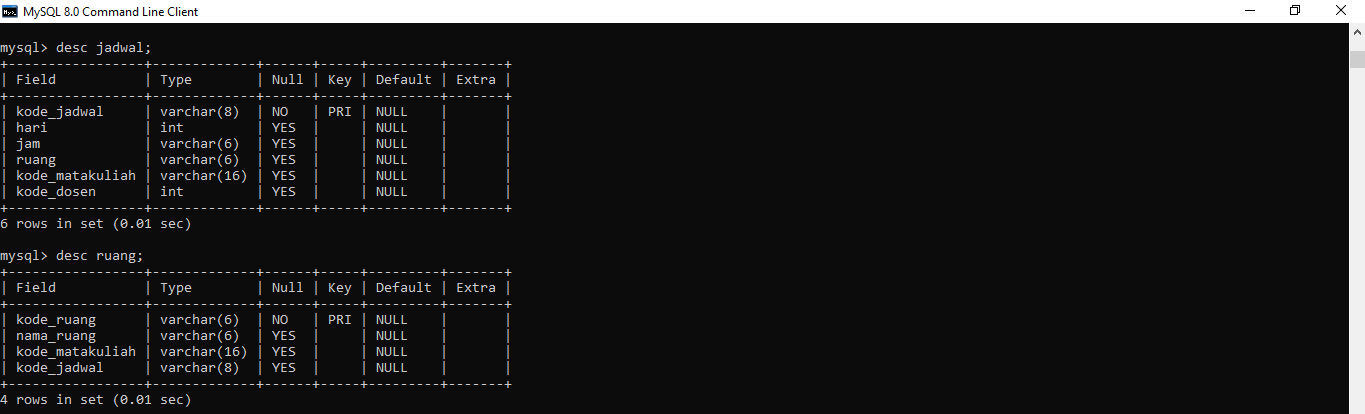 MySQL 8.0 Command Line Client
mysql> desc jadwal;
+-----------------+-------------+------+-----+---------+-------+
| Field           | Type        | Null | Key | Default | Extra |
+-----------------+-------------+------+-----+---------+-------+
| kode_jadwal     | varchar(8)  | NO   | PRI | NULL    |       |
| hari            | int         | YES  |     | NULL    |       |
| jam             | varchar(6)  | YES  |     | NULL    |       |
| ruang           | varchar(6)  | YES  |     | NULL    |       |
| kode_matakuliah | varchar(16) | YES  |     | NULL    |       |
| kode_dosen      | int         | YES  |     | NULL    |       |
+-----------------+-------------+------+-----+---------+-------+
6 rows in set (0.01 sec)
mysql> desc ruang;
+-----------------+-------------+------+-----+---------+-------+
| Field           | Type        | Null | Key | Default | Extra |
+-----------------+-------------+------+-----+---------+-------+
| kode_ruang      | varchar(6)  | NO   | PRI | NULL    |       |
| nama_ruang      | varchar(6)  | YES  |     | NULL    |       |
| kode_matakuliah | varchar(16) | YES  |     | NULL    |       |
| kode_jadwal     | varchar(8)  | YES  |     | NULL    |       |
+-----------------+-------------+------+-----+---------+-------+
4 rows in set (0.01 sec)